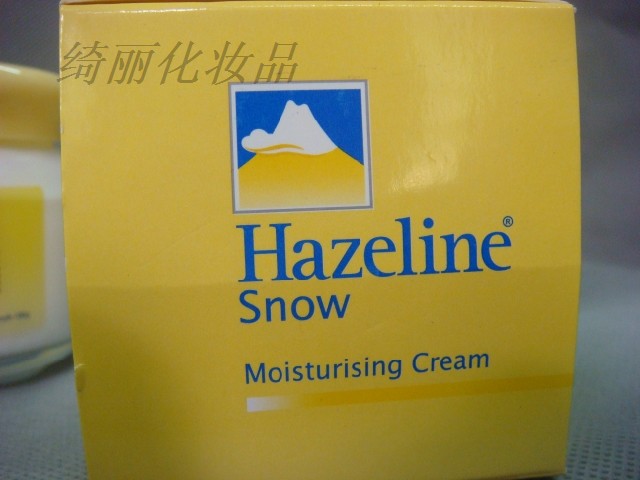 绮丽化妆品
Hazeline®
Snow
Moisturising Cream